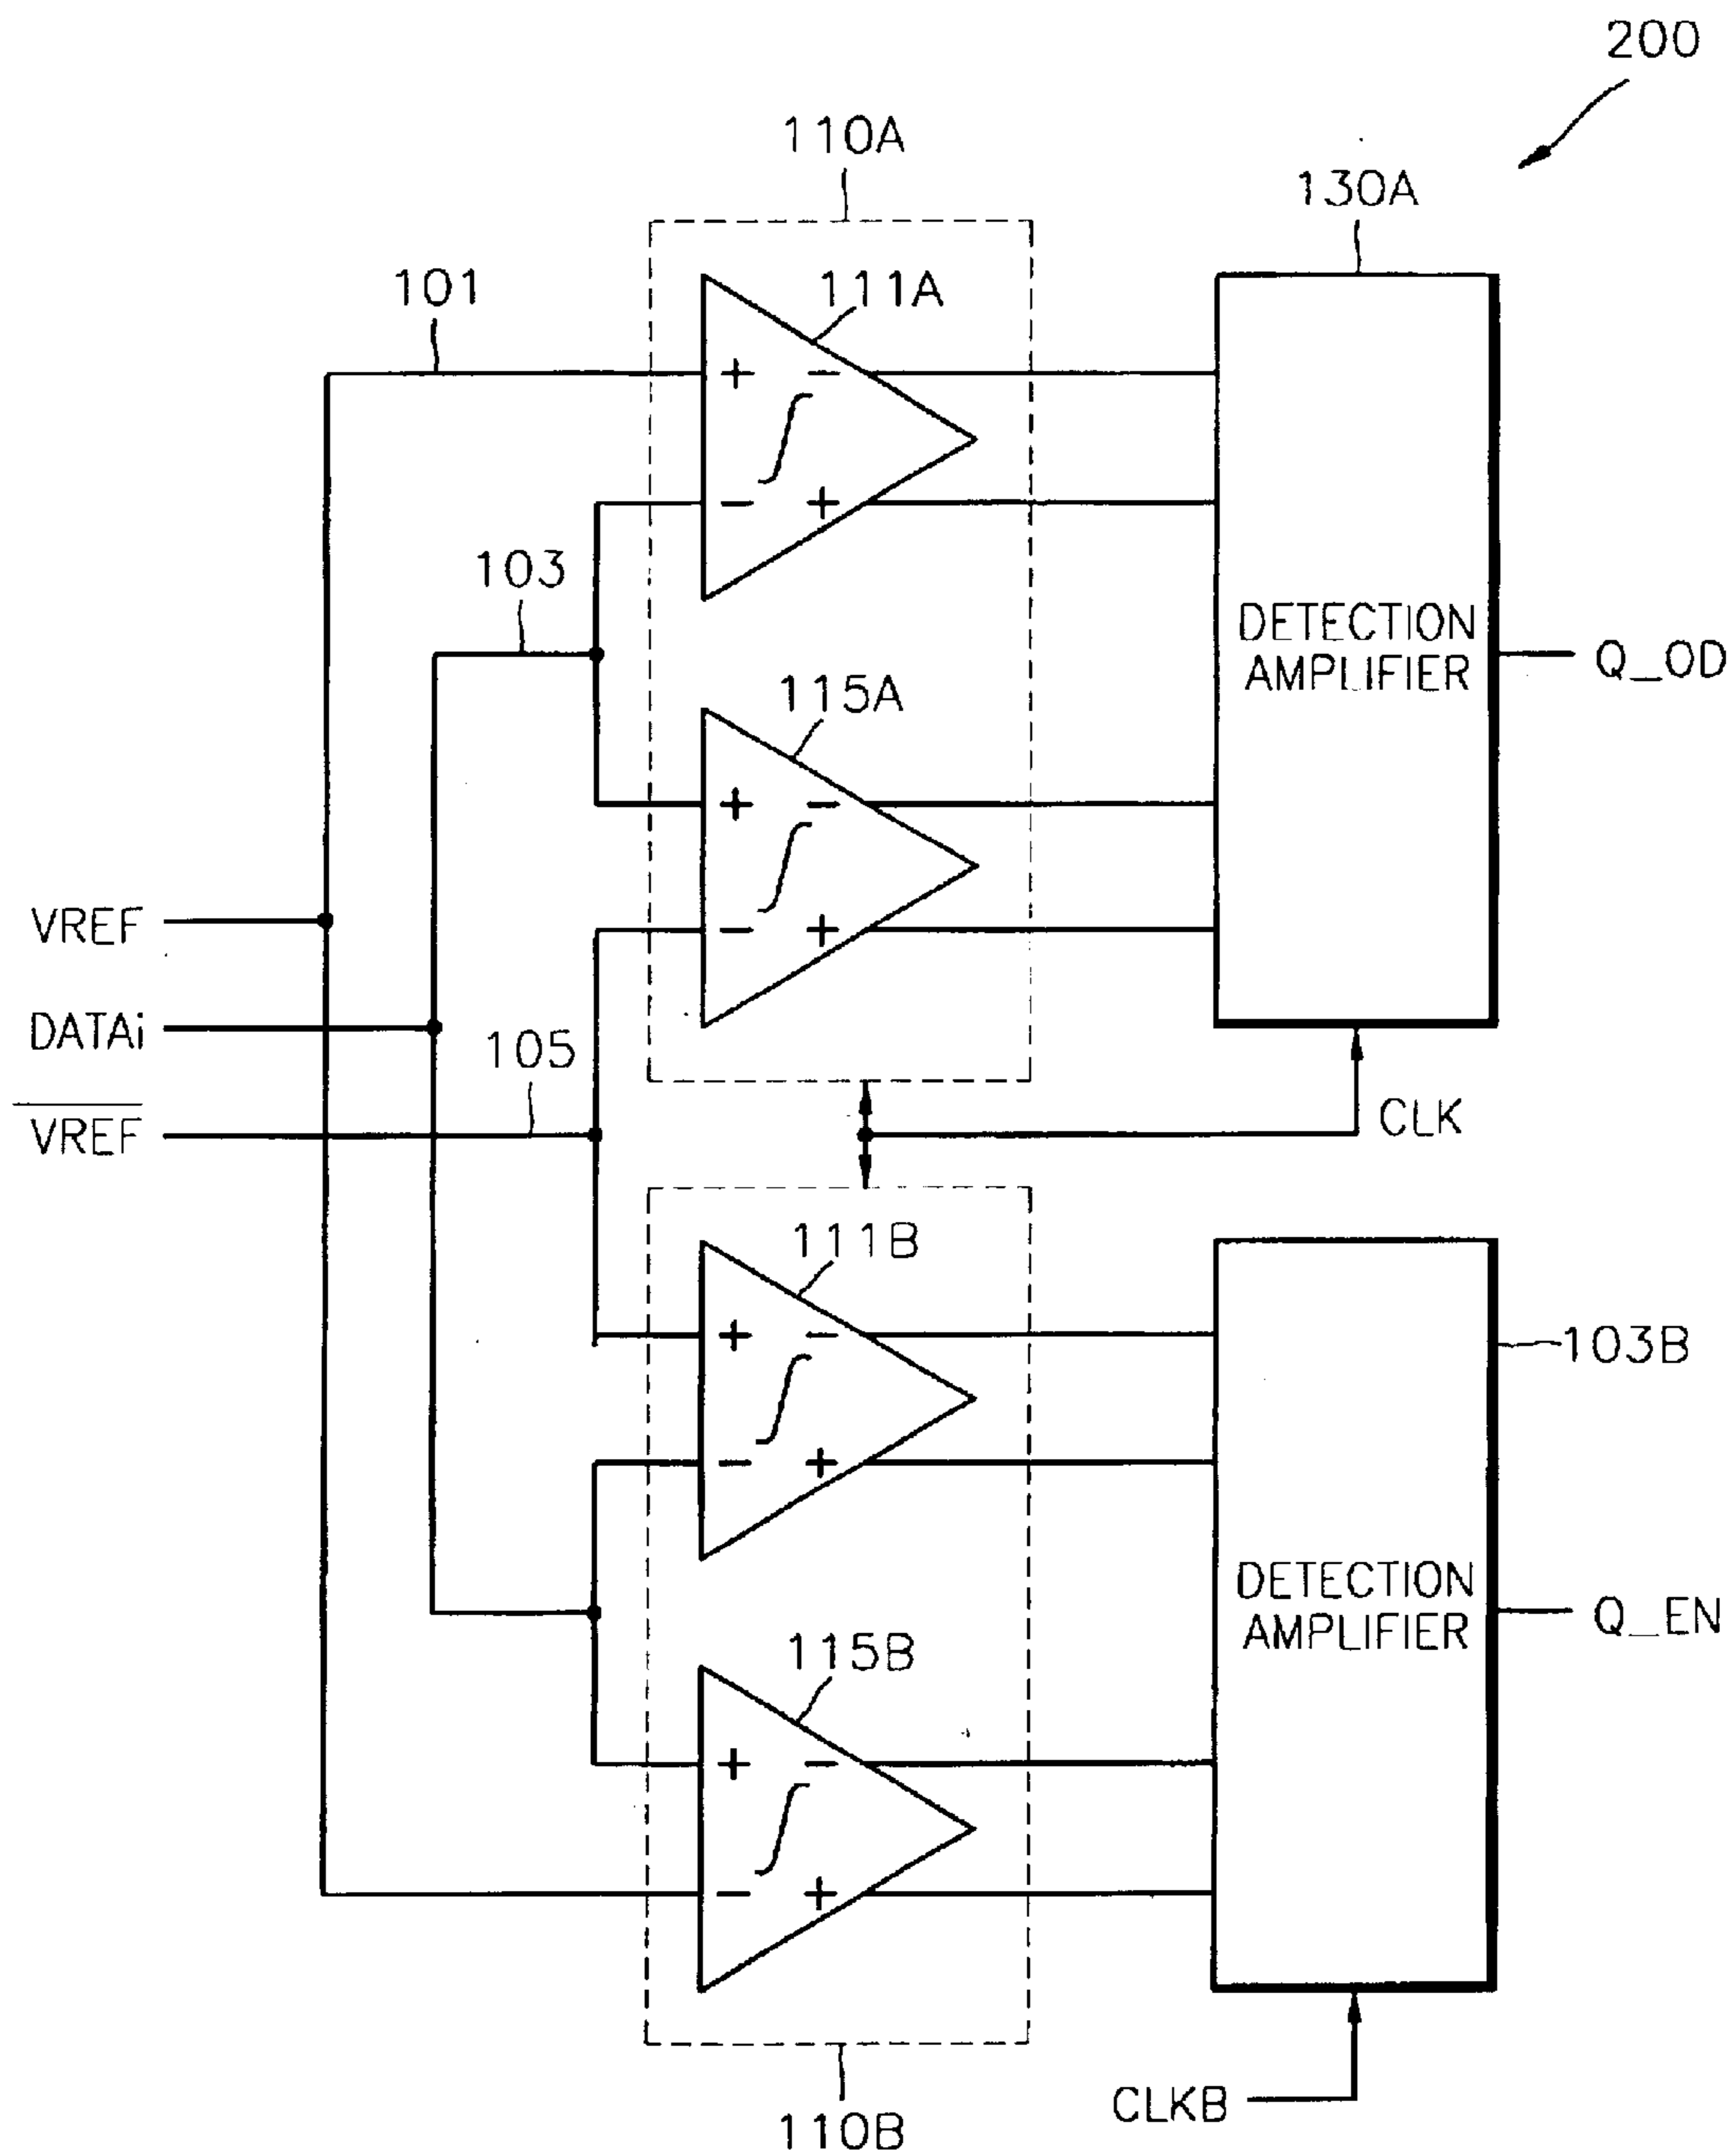 200
110A
130A
101
111A
+ −
− +
103
DETECTION
AMPLIFIER
Q_OD
115A
+ −
− +
VREF
DATAi
105
V̅R̅E̅F̅
CLK
111B
+ −
− +
103B
DETECTION
AMPLIFIER
Q_EN
115B
+ −
− +
CLKB
110B